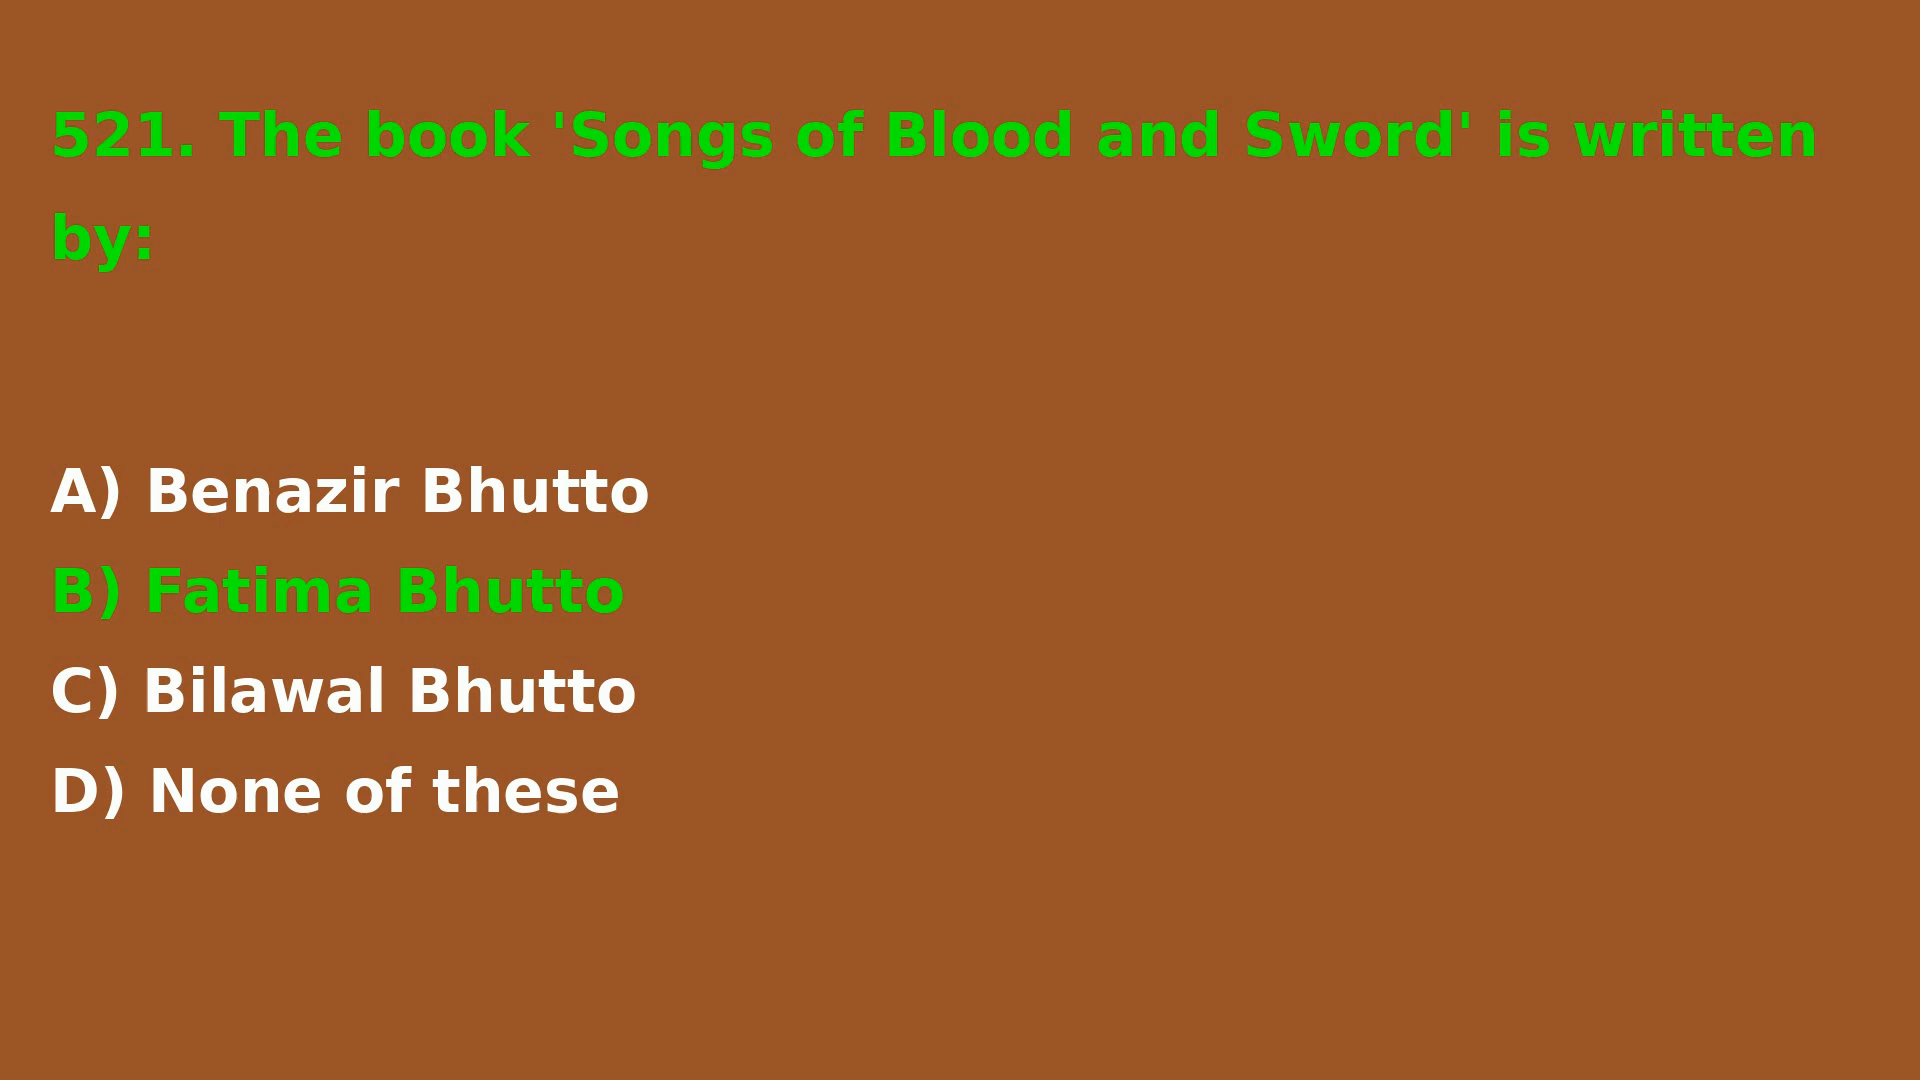 521. The book 'Songs of Blood and Sword' is written
by:
A) Benazir Bhutto
B) Fatima Bhutto
C) Bilawal Bhutto
D) None of these